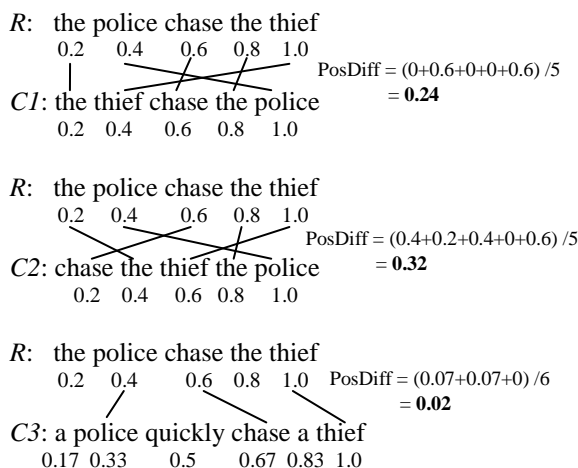 R: the police chase the thief
0.2 0.4 0.6 0.8 1.0
PosDiff = (0+0.6+0+0+0.6) /5
= 0.24
C1: the thief chase the police
0.2 0.4 0.6 0.8 1.0
R: the police chase the thief
0.2 0.4 0.6 0.8 1.0
PosDiff = (0.4+0.2+0.4+0+0.6) /5
= 0.32
C2: chase the thief the police
0.2 0.4 0.6 0.8 1.0
R: the police chase the thief
0.2 0.4 0.6 0.8 1.0
PosDiff = (0.07+0.07+0) /6
= 0.02
C3: a police quickly chase a thief
0.17 0.33 0.5 0.67 0.83 1.0